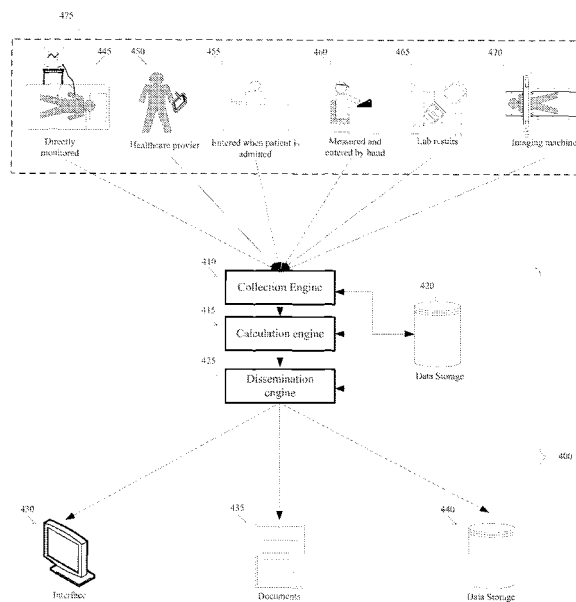 475
445
450
455
460
465
470
Directly
monitored
Healthcare provier
Entered when patient is
admitted
Measured and
entered by hand
Lab results
Imaging machine
410
Collection Engine
420
415
Calculation engine
425
Dissemination
engine
Data Storage
400
430
435
440
Interface
Documents
Data Storage